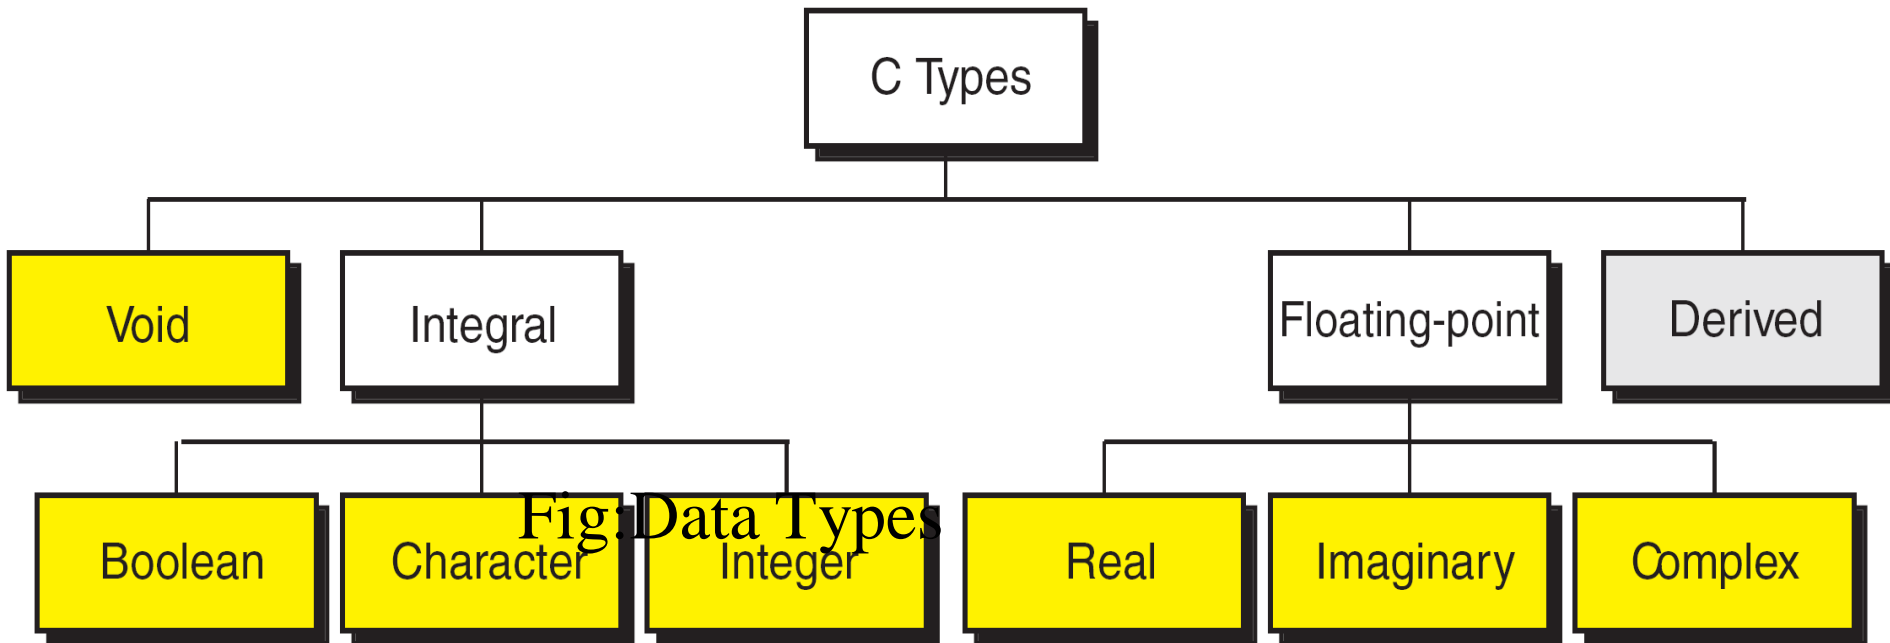 C Types
Void
Integral
Floating-point
Derived
Fig:Data Types
Boolean
Character
Integer
Real
Imaginary
Complex